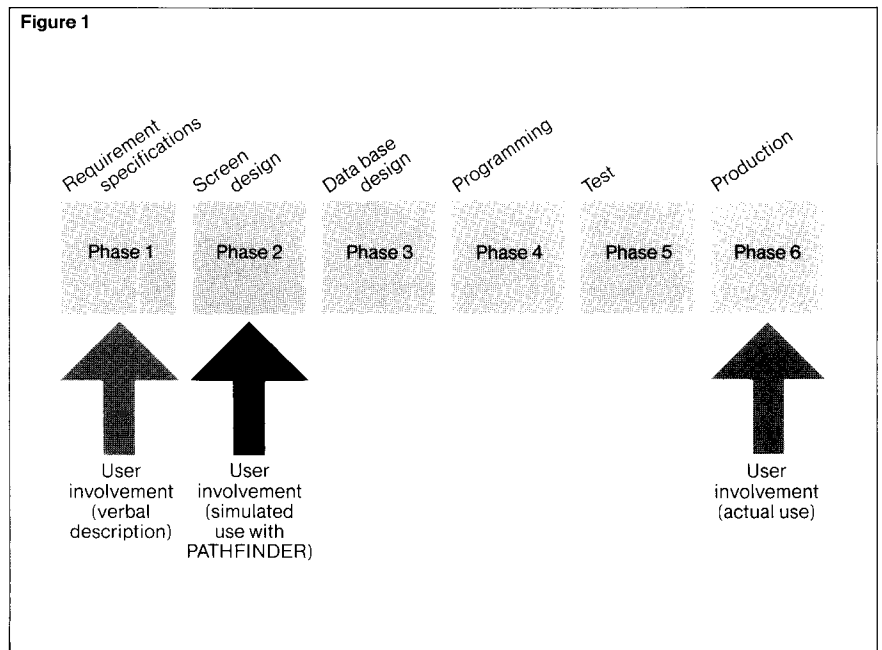 Figure 1
Requirement
specifications
Screen
design
Data base
design
Programming
Test
Production
Phase 1
Phase 2
Phase 3
Phase 4
Phase 5
Phase 6
User
involvement
(verbal
description)
User
involvement
(simulated
use with
PATHFINDER)
User
involvement
(actual use)